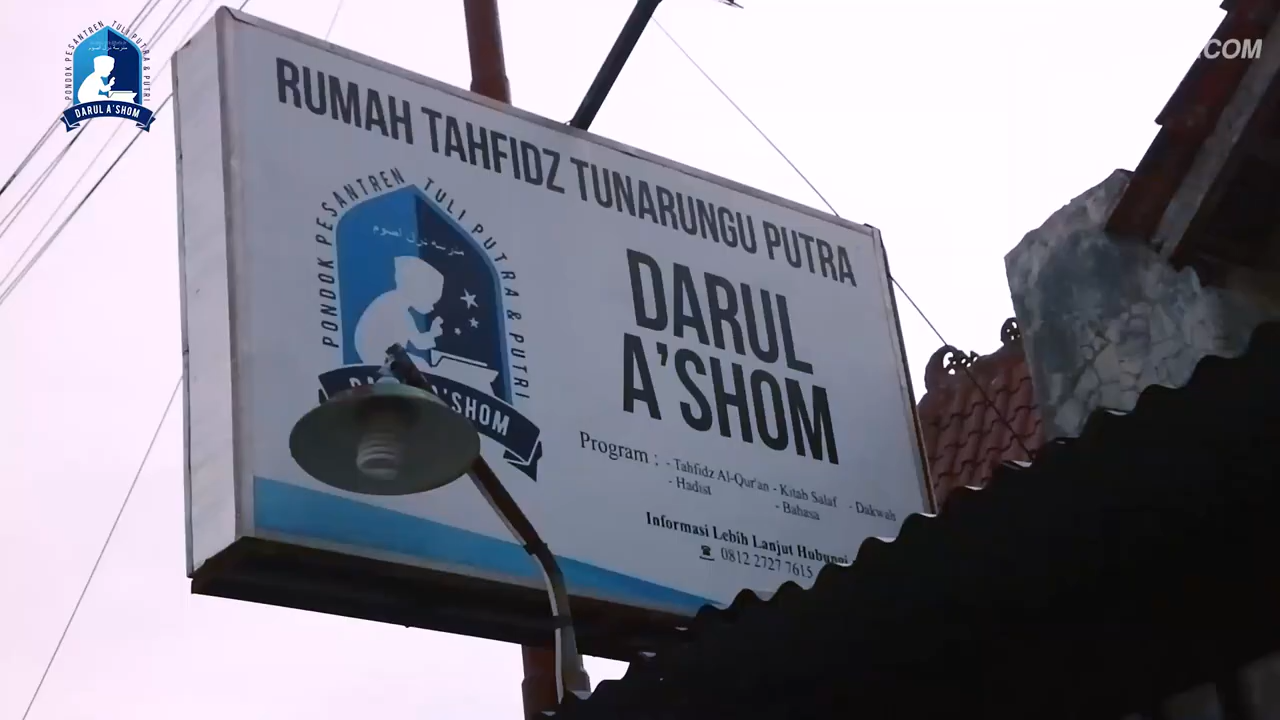 PONDOK PESANTREN TULI PUTRA & PUTRI
DARUL A'SHOM
.COM
RUMAH TAHFIDZ TUNARUNGU PUTRA
PONDOK PESANTREN TULI PUTRA & PUTRI
A'SHOM
DARUL
A'SHOM
Program ; - Tahfidz Al-Qur'an - Kitab Salaf - Dakwah
- Hadist - Bahasa
Informasi Lebih Lanjut Hubungi
☎ 0812 2727 7615